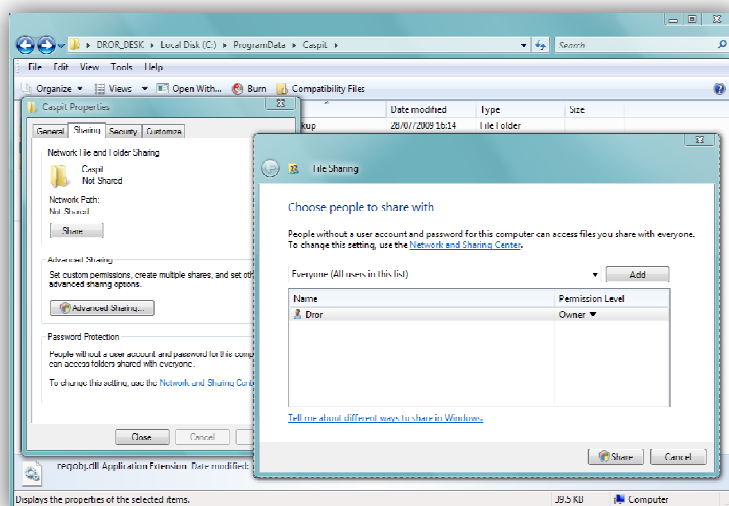 DROR_DESK ▸ Local Disk (C:) ▸ ProgramData ▸ Caspit ▸
Search
File Edit View Tools Help
Organize Views Open With... Burn Compatibility Files
Date modified Type Size
kup 28/07/2009 16:14 File Folder
Caspit Properties
General Sharing Security Customize
Network File and Folder Sharing
Caspit
Not Shared
Network Path:
Not Shared
Share...
Advanced Sharing
Set custom permissions, create multiple shares, and set oth
advanced sharing options.
Advanced Sharing...
Password Protection
People without a user account and password for this comp
can access folders shared with everyone.
To change this setting, use the Network and Sharing Cent
Close Cancel
File Sharing
Choose people to share with
People without a user account and password for this computer can access files you share with everyone.
To change this setting, use the Network and Sharing Center.
Everyone (All users in this list) Add
Name Permission Level
Dror Owner
Tell me about different ways to share in Windows.
Share Cancel
reqobj.dll Application Extension Date modified:
Displays the properties of the selected items. 39.5 KB Computer